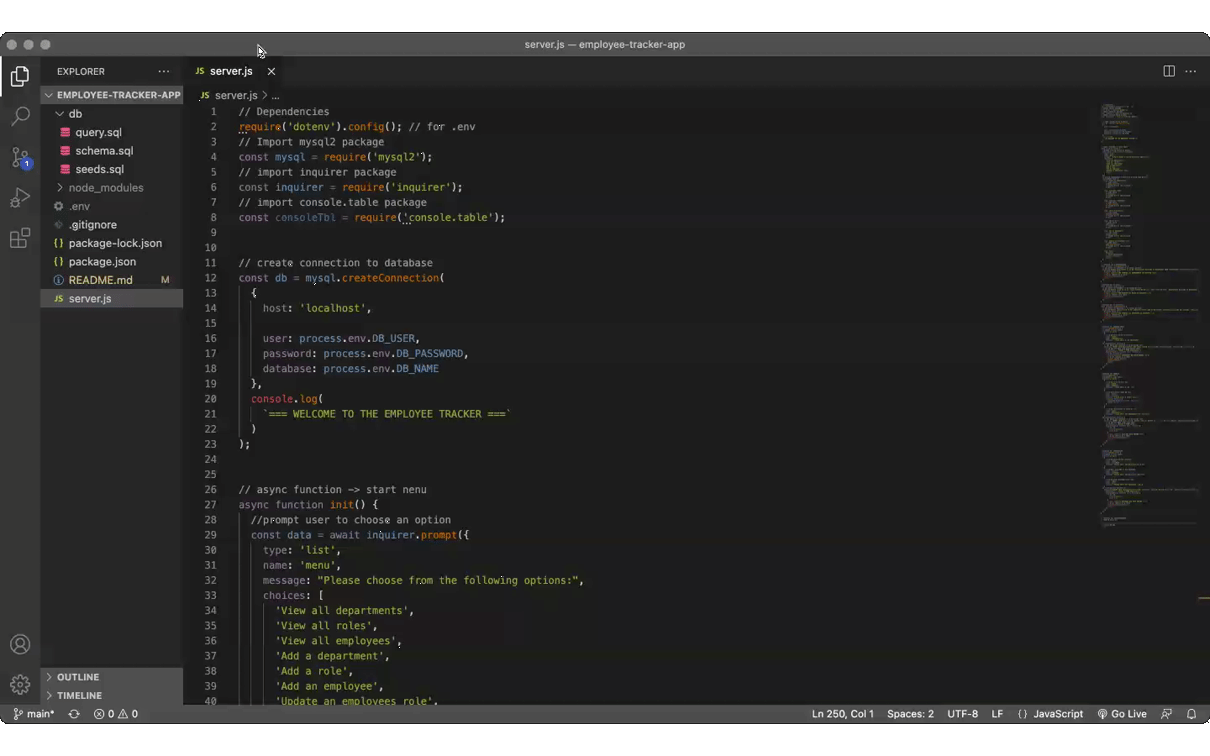 server.js — employee-tracker-app
EXPLORER
EMPLOYEE-TRACKER-APP
db
query.sql
schema.sql
seeds.sql
node_modules
.env
.gitignore
package-lock.json
package.json
README.md M
server.js
OUTLINE
TIMELINE
JS server.js
JS server.js > ...
1 // Dependencies
2 require('dotenv').config(); // for .env
3 // Import mysql2 package
4 const mysql = require('mysql2');
5 // import inquirer package
6 const inquirer = require('inquirer');
7 // import console.table package
8 const consoleTbl = require('console.table');
9
10
11 // create connection to database
12 const db = mysql.createConnection(
13 {
14 host: 'localhost',
15
16 user: process.env.DB_USER,
17 password: process.env.DB_PASSWORD,
18 database: process.env.DB_NAME
19 },
20 console.log(
21 `=== WELCOME TO THE EMPLOYEE TRACKER ===`
22 )
23 );
24
25
26 // async function -> start nenu
27 async function init() {
28 //prompt user to choose an option
29 const data = await inquirer.prompt({
30 type: 'list',
31 name: 'menu',
32 message: "Please choose from the following options:",
33 choices: [
34 'View all departments',
35 'View all roles',
36 'View all employees',
37 'Add a department',
38 'Add a role',
39 'Add an employee',
40 'Update an employees role',
1
main* 0 0
Ln 250, Col 1 Spaces: 2 UTF-8 LF {} JavaScript Go Live